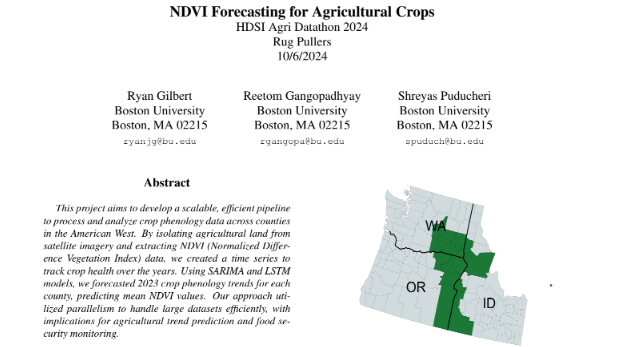 NDVI Forecasting for Agricultural Crops
HDSI Agri Datathon 2024
Rug Pullers
10/6/2024
Ryan Gilbert
Boston University
Boston, MA 02215
ryanjg@bu.edu
Reetom Gangopadhyay
Boston University
Boston, MA 02215
rgangopa@bu.edu
Shreyas Puducheri
Boston University
Boston, MA 02215
spuduch@bu.edu
Abstract
This project aims to develop a scalable, efficient pipeline
to process and analyze crop phenology data across counties
in the American West. By isolating agricultural land from
satellite imagery and extracting NDVI (Normalized Differ-
ence Vegetation Index) data, we created a time series to
track crop health over the years. Using SARIMA and LSTM
models, we forecasted 2023 crop phenology trends for each
county, predicting mean NDVI values. Our approach uti-
lized parallelism to handle large datasets efficiently, with
implications for agricultural trend prediction and food se-
curity monitoring.
WA
OR
ID